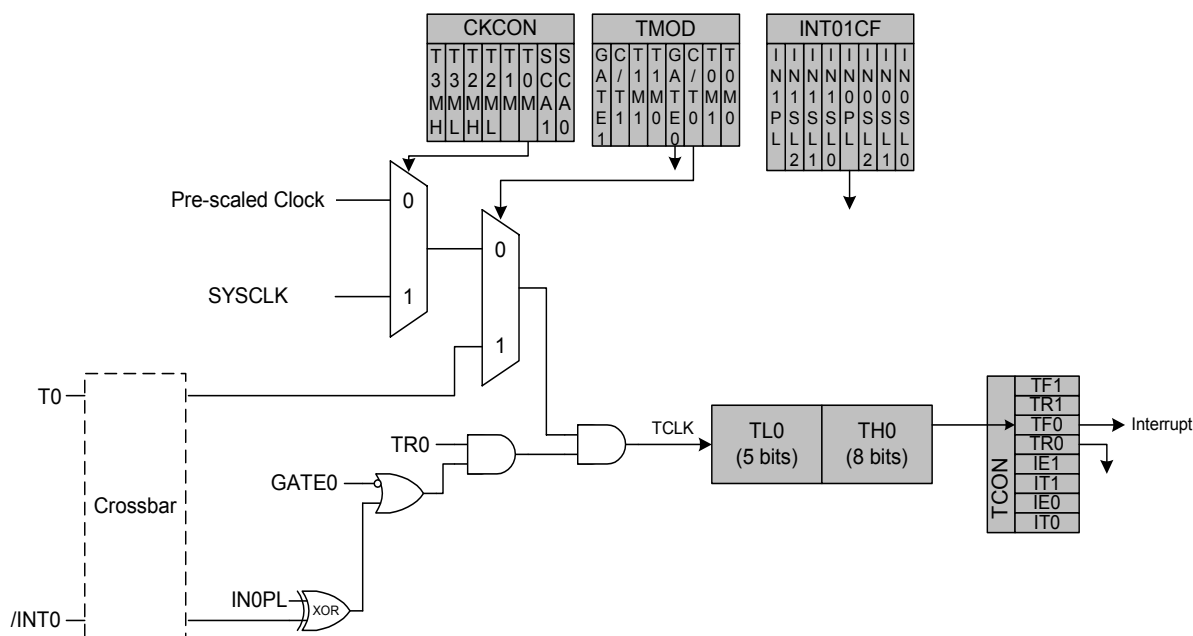 CKCON
T3MH T3ML T2MH T2ML T1M T0M SCA1 SCA0
TMOD
GATE1 C/T1 T1M1 T1M0 GATE0 C/T0 T0M1 T0M0
INT01CF
IN1PL IN1SL2 IN1SL1 IN1SL0 IN0PL IN0SL2 IN0SL1 IN0SL0
Pre-scaled Clock
0
0
SYSCLK
1
1
T0
Crossbar
/INT0
TR0
GATE0
IN0PL
XOR
TCLK
TL0
(5 bits)
TH0
(8 bits)
TCON
TF1
TR1
TF0
TR0
IE1
IT1
IE0
IT0
Interrupt